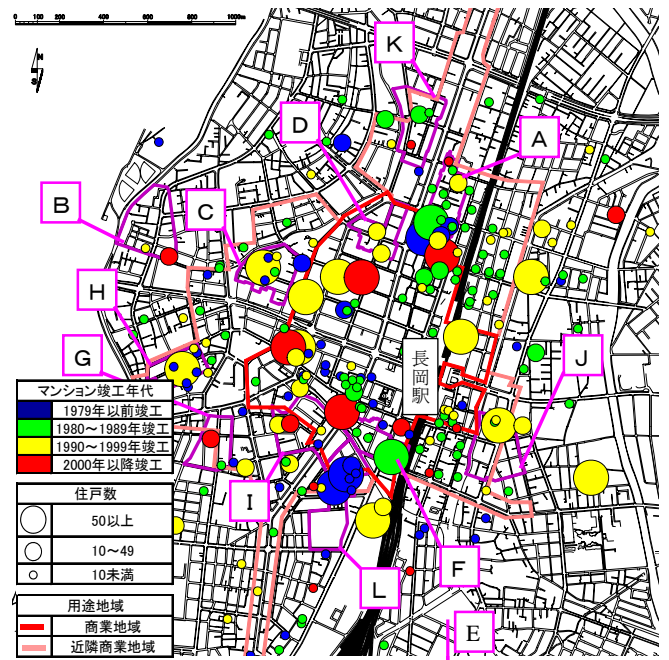 0 100 200 400 600 800 1000m
N
S
K
D
A
B
C
H
G
長岡駅
J
マンション竣工年代
1979年以前竣工
1980～1989年竣工
1990～1999年竣工
2000年以降竣工
住戸数
50以上
10～49
10未満
用途地域
商業地域
近隣商業地域
I
L
F
E